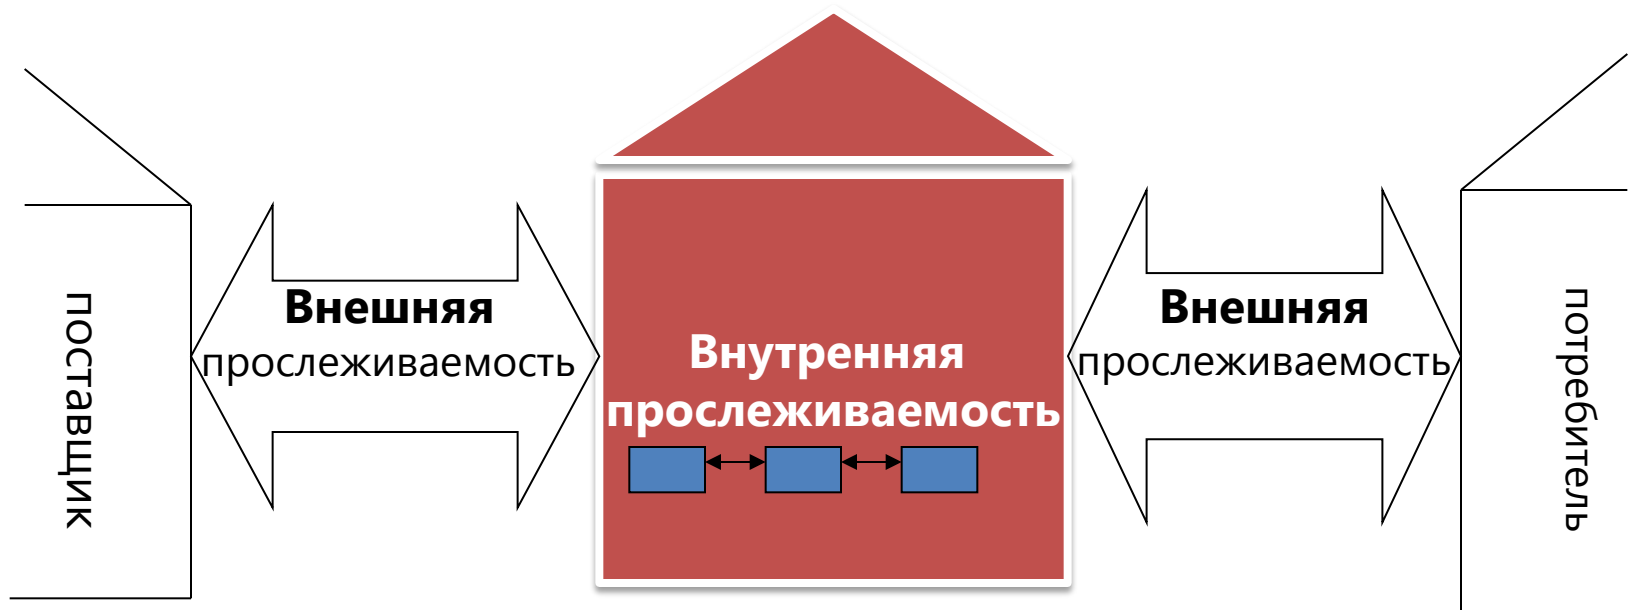 поставщик
Внешняя
прослеживаемость
Внутренняя
прослеживаемость
Внешняя
прослеживаемость
потребитель